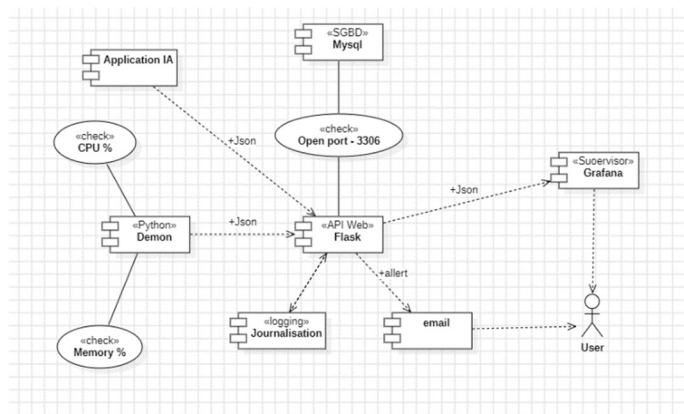 «SGBD»
Mysql
Application IA
«check»
Open port - 3306
+Json
«check»
CPU %
«Suoervisor»
Grafana
+Json
«Python»
Demon
+Json
«API Web»
Flask
+allert
«logging»
Journalisation
email
«check»
Memory %
User